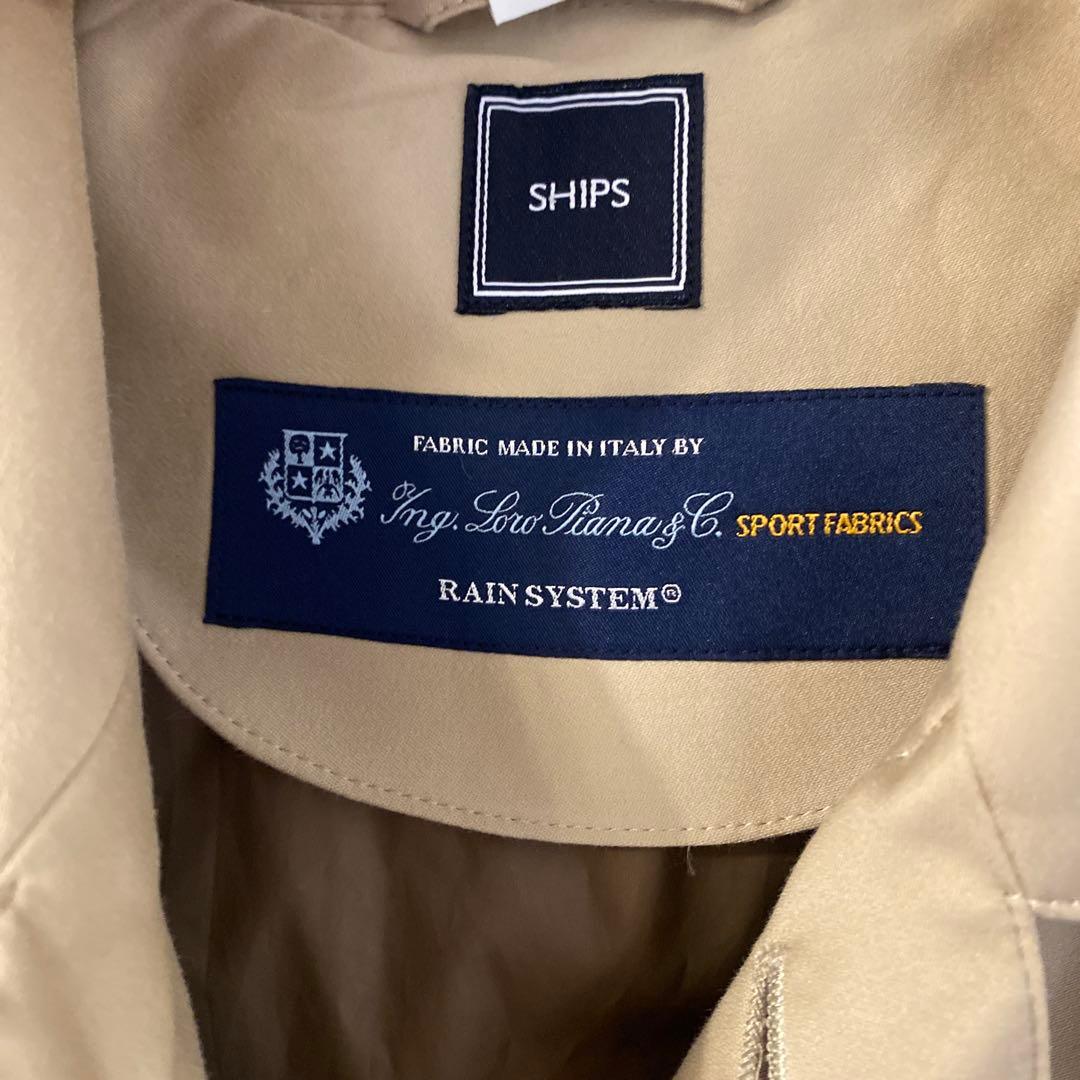 SHIPS
FABRIC MADE IN ITALY BY
Ing. Loro Piana & C. SPORT FABRICS
RAIN SYSTEM®